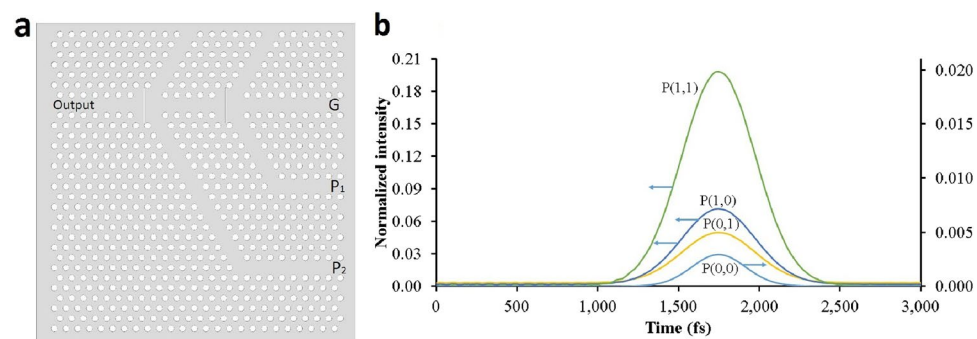 a
Output
G
P1
P2
b
Normalized intensity
0.21
0.18
0.15
0.12
0.09
0.06
0.03
0.00
P(1,1)
P(1,0)
P(0,1)
P(0,0)
0.020
0.015
0.010
0.005
0.000
0 500 1,000 1,500 2,000 2,500 3,000
Time (fs)